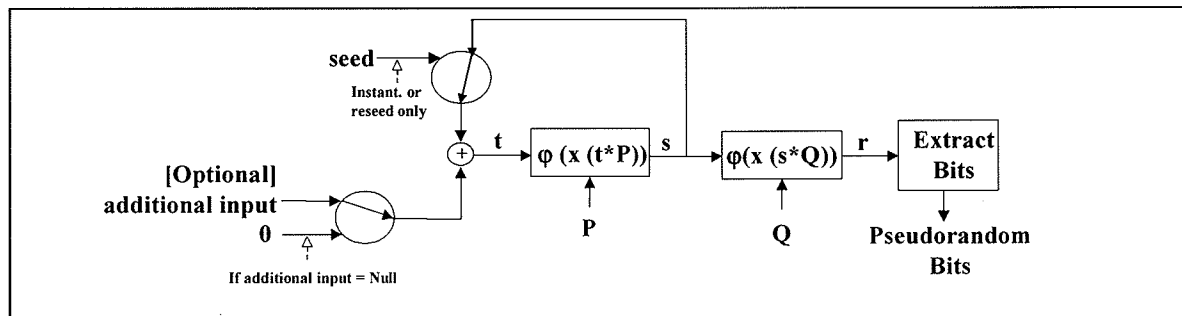 seed
Instant. or
reseed only
[Optional]
additional input
0
If additional input = Null
+
t
φ (x (t*P))
s
P
φ(x (s*Q))
r
Q
Extract
Bits
Pseudorandom
Bits